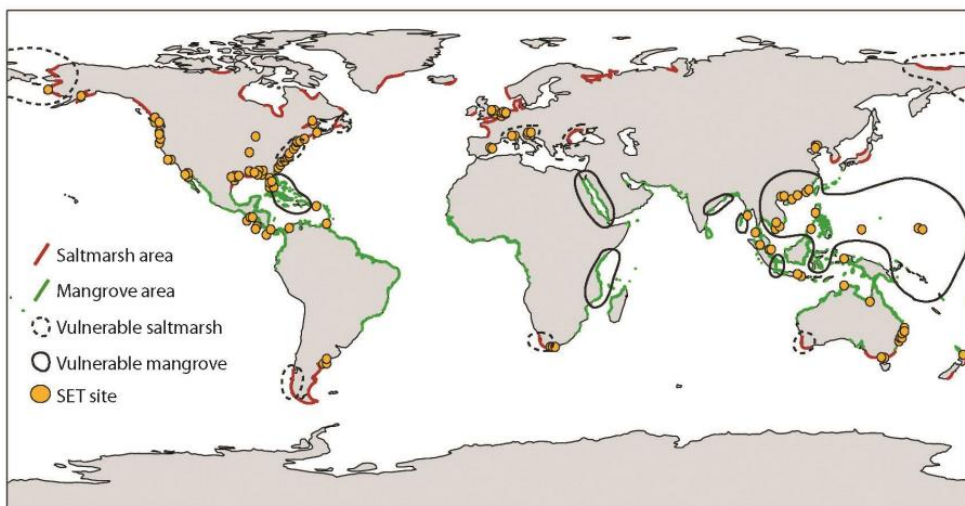 Saltmarsh area
Mangrove area
Vulnerable saltmarsh
Vulnerable mangrove
SET site